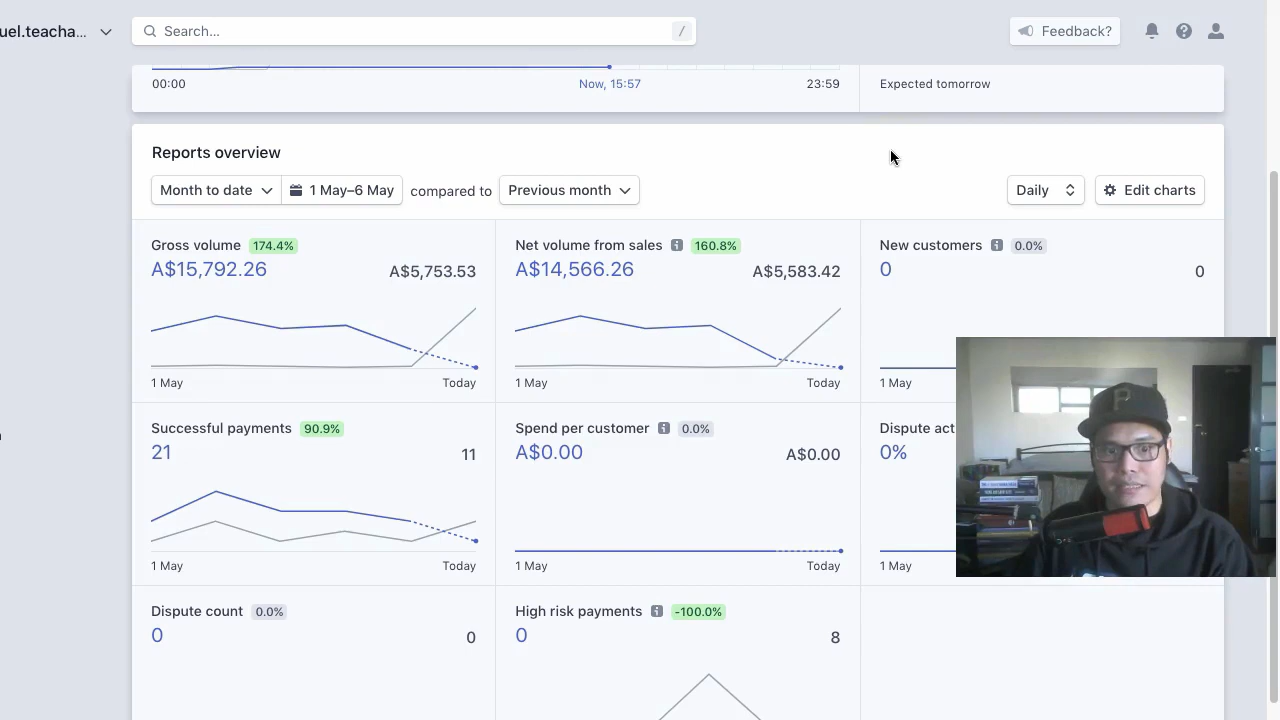 uel.teacha...
Search...
/
Feedback?
00:00
Now, 15:57
23:59
Expected tomorrow
Reports overview
Month to date
1 May–6 May
compared to
Previous month
Daily
Edit charts
Gross volume 174.4%
A$15,792.26
A$5,753.53
1 May
Today
Net volume from sales 160.8%
A$14,566.26
A$5,583.42
1 May
Today
New customers 0.0%
0
0
1 May
Successful payments 90.9%
21
11
1 May
Today
Spend per customer 0.0%
A$0.00
A$0.00
1 May
Today
Dispute act
0%
1 May
Dispute count 0.0%
0
0
High risk payments -100.0%
0
8
P